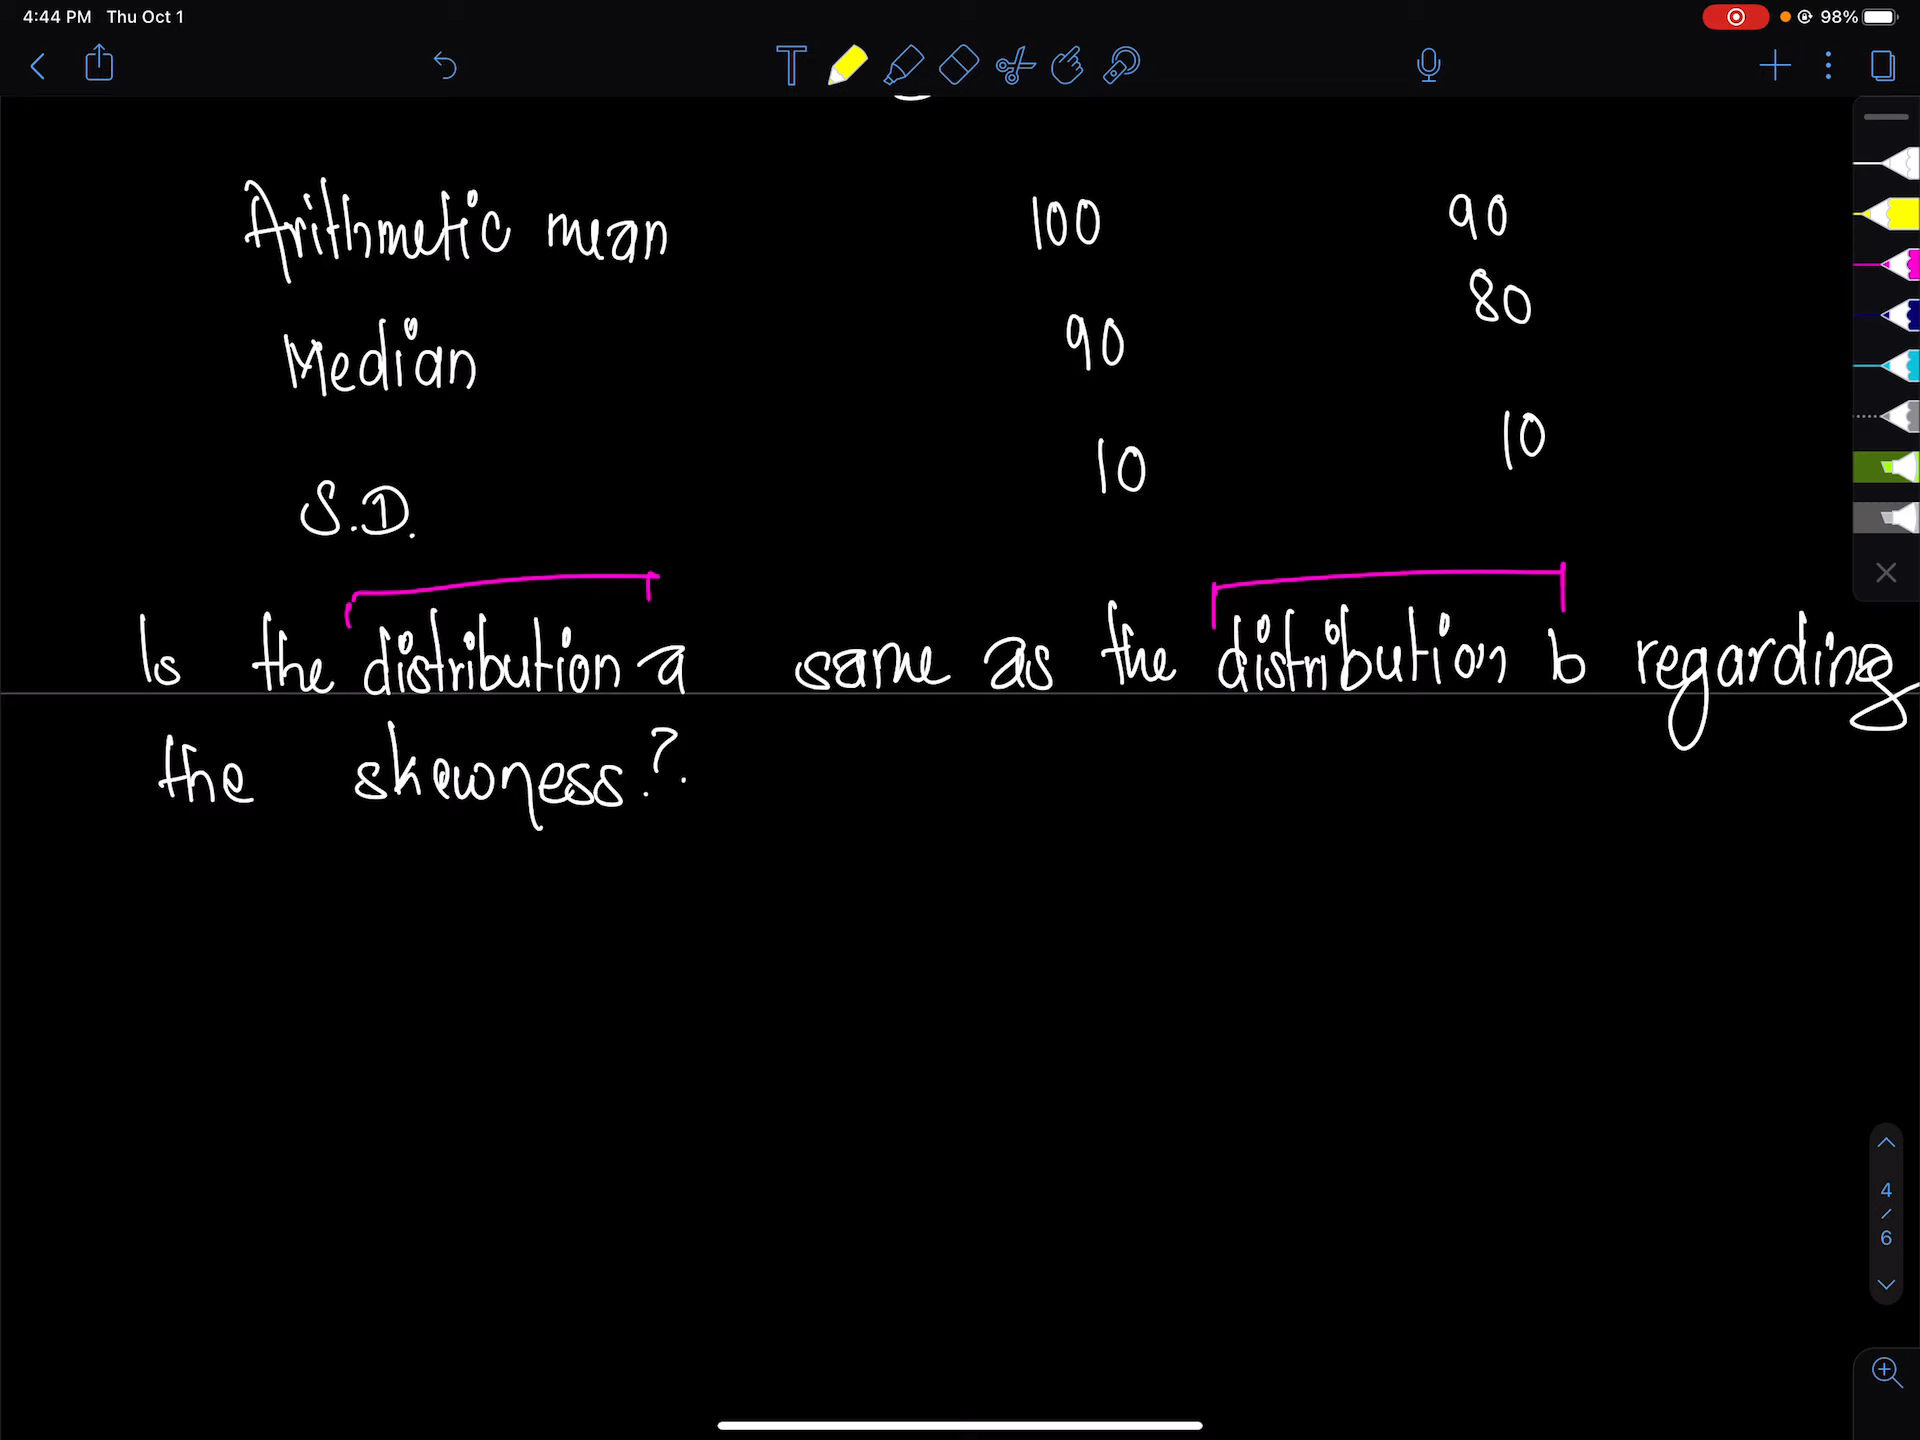 4:44 PM Thu Oct 1 98%
T
Arithmetic mean 100 90
Median 90 80
S.D. 10 10
Is the distribution a same as the distribution b regarding
the skewness?
4
/
6